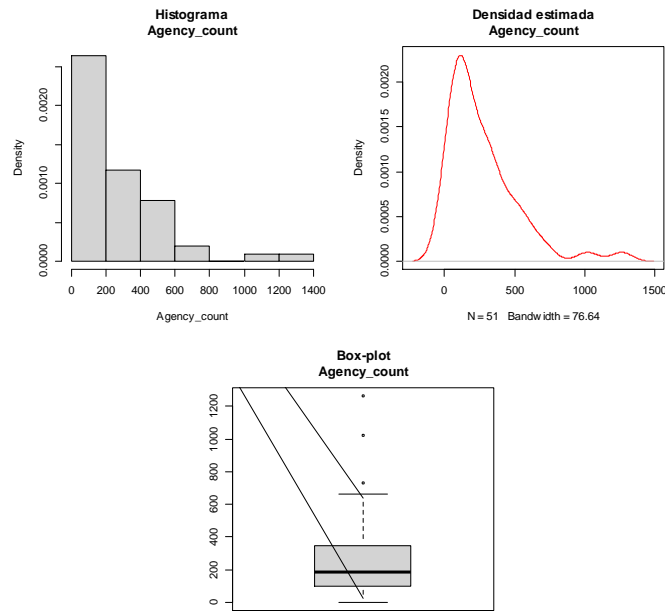 Histograma
Agency_count
Density
0.0000
0.0010
0.0020
0 200 400 600 800 1000 1200 1400
Agency_count
Densidad estimada
Agency_count
Density
0.0000 0.0005 0.0010 0.0015 0.0020
0 500 1000 1500
N = 51 Bandwidth = 76.64
Box-plot
Agency_count
0 200 400 600 800 1000 1200